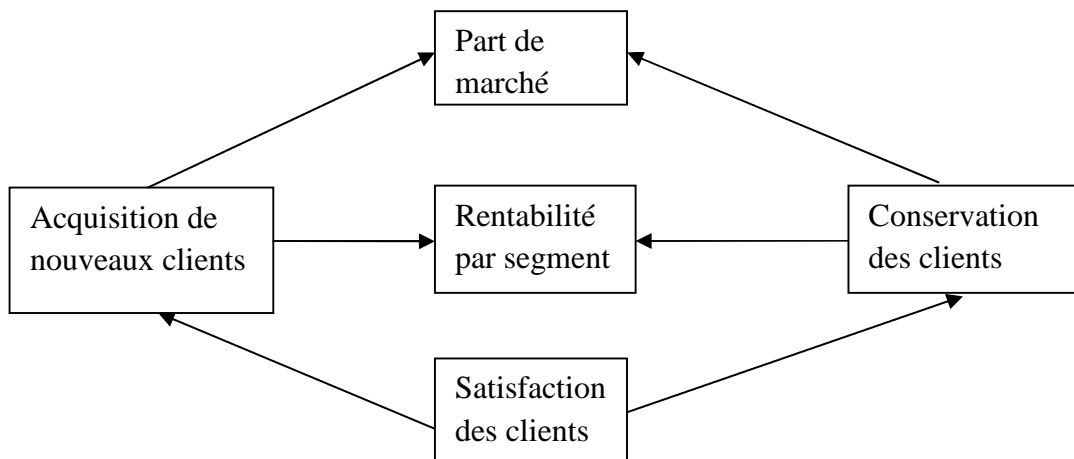 Part de
marché
Acquisition de
nouveaux clients
Rentabilité
par segment
Conservation
des clients
Satisfaction
des clients